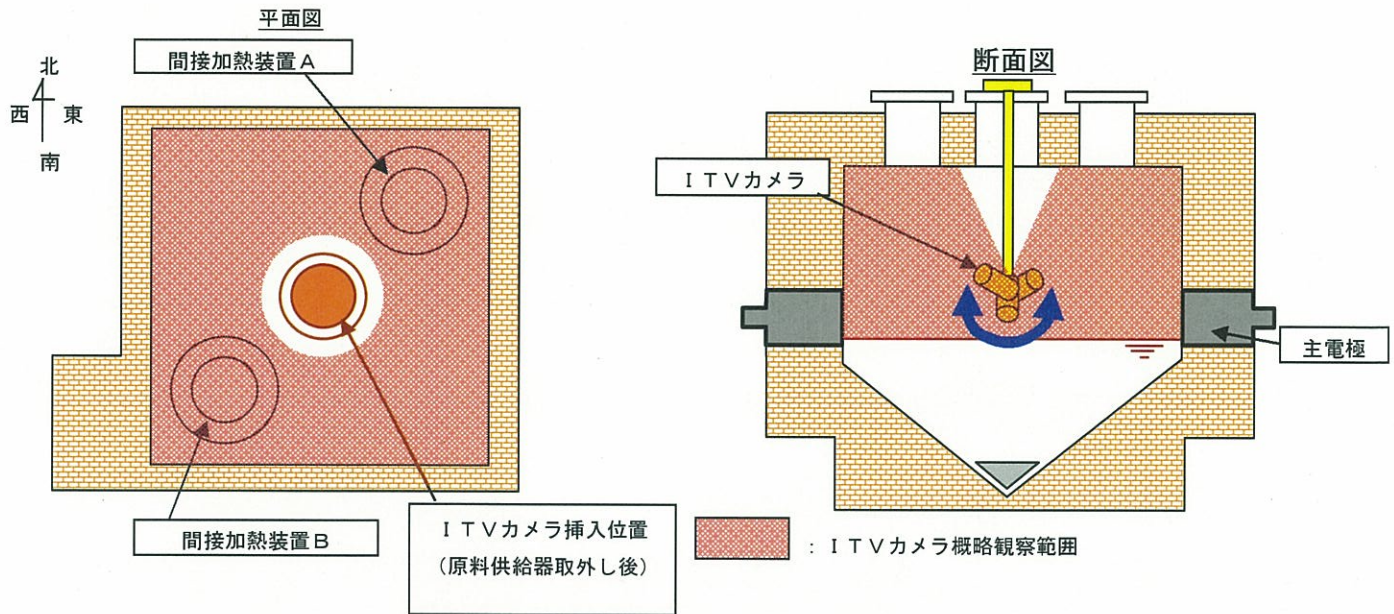 平面図
間接加熱装置A
北
西 東
南
間接加熱装置B
ITVカメラ挿入位置
(原料供給器取外し後)
断面図
ITVカメラ
主電極
:ITVカメラ概略観察範囲